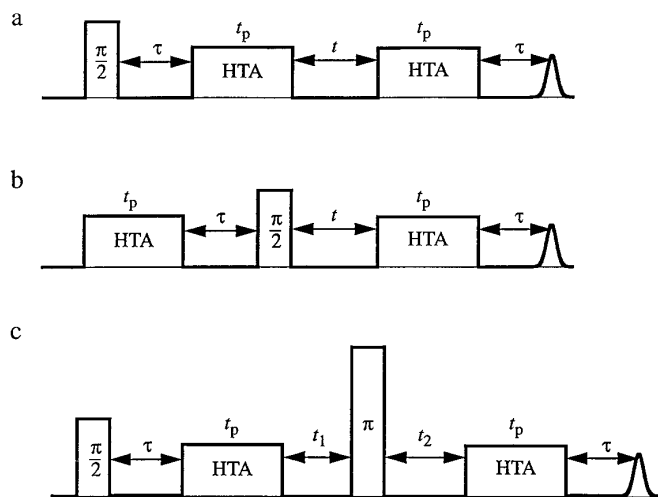 a
t_p t_p
π/2 τ HTA t HTA τ
b
t_p t_p
HTA τ π/2 t HTA τ
c
t_p t_p
π/2 τ HTA t_1 π t_2 HTA τ